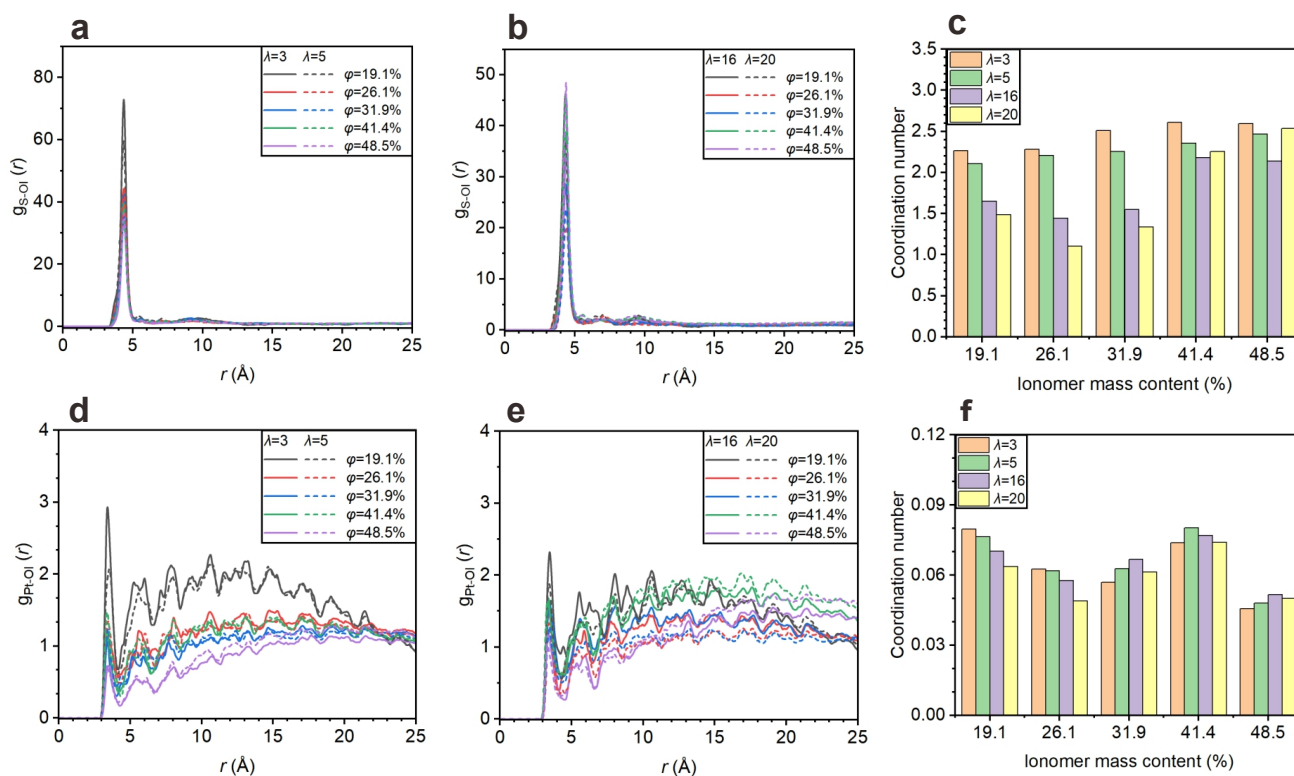 a
λ=3 λ=5
φ=19.1%
φ=26.1%
φ=31.9%
φ=41.4%
φ=48.5%
80
60
40
20
0
gS-OI (r)
0 5 10 15 20 25
r (Å)
b
λ=16 λ=20
φ=19.1%
φ=26.1%
φ=31.9%
φ=41.4%
φ=48.5%
50
40
30
20
10
0
gS-OI (r)
0 5 10 15 20 25
r (Å)
c
λ=3
λ=5
λ=16
λ=20
3.5
3.0
2.5
2.0
1.5
1.0
0.5
0.0
Coordination number
19.1 26.1 31.9 41.4 48.5
Ionomer mass content (%)
d
λ=3 λ=5
φ=19.1%
φ=26.1%
φ=31.9%
φ=41.4%
φ=48.5%
4
3
2
1
0
gPt-OI (r)
0 5 10 15 20 25
r (Å)
e
λ=16 λ=20
φ=19.1%
φ=26.1%
φ=31.9%
φ=41.4%
φ=48.5%
4
3
2
1
0
gPt-OI (r)
0 5 10 15 20 25
r (Å)
f
λ=3
λ=5
λ=16
λ=20
0.12
0.09
0.06
0.03
0.00
Coordination number
19.1 26.1 31.9 41.4 48.5
Ionomer mass content (%)